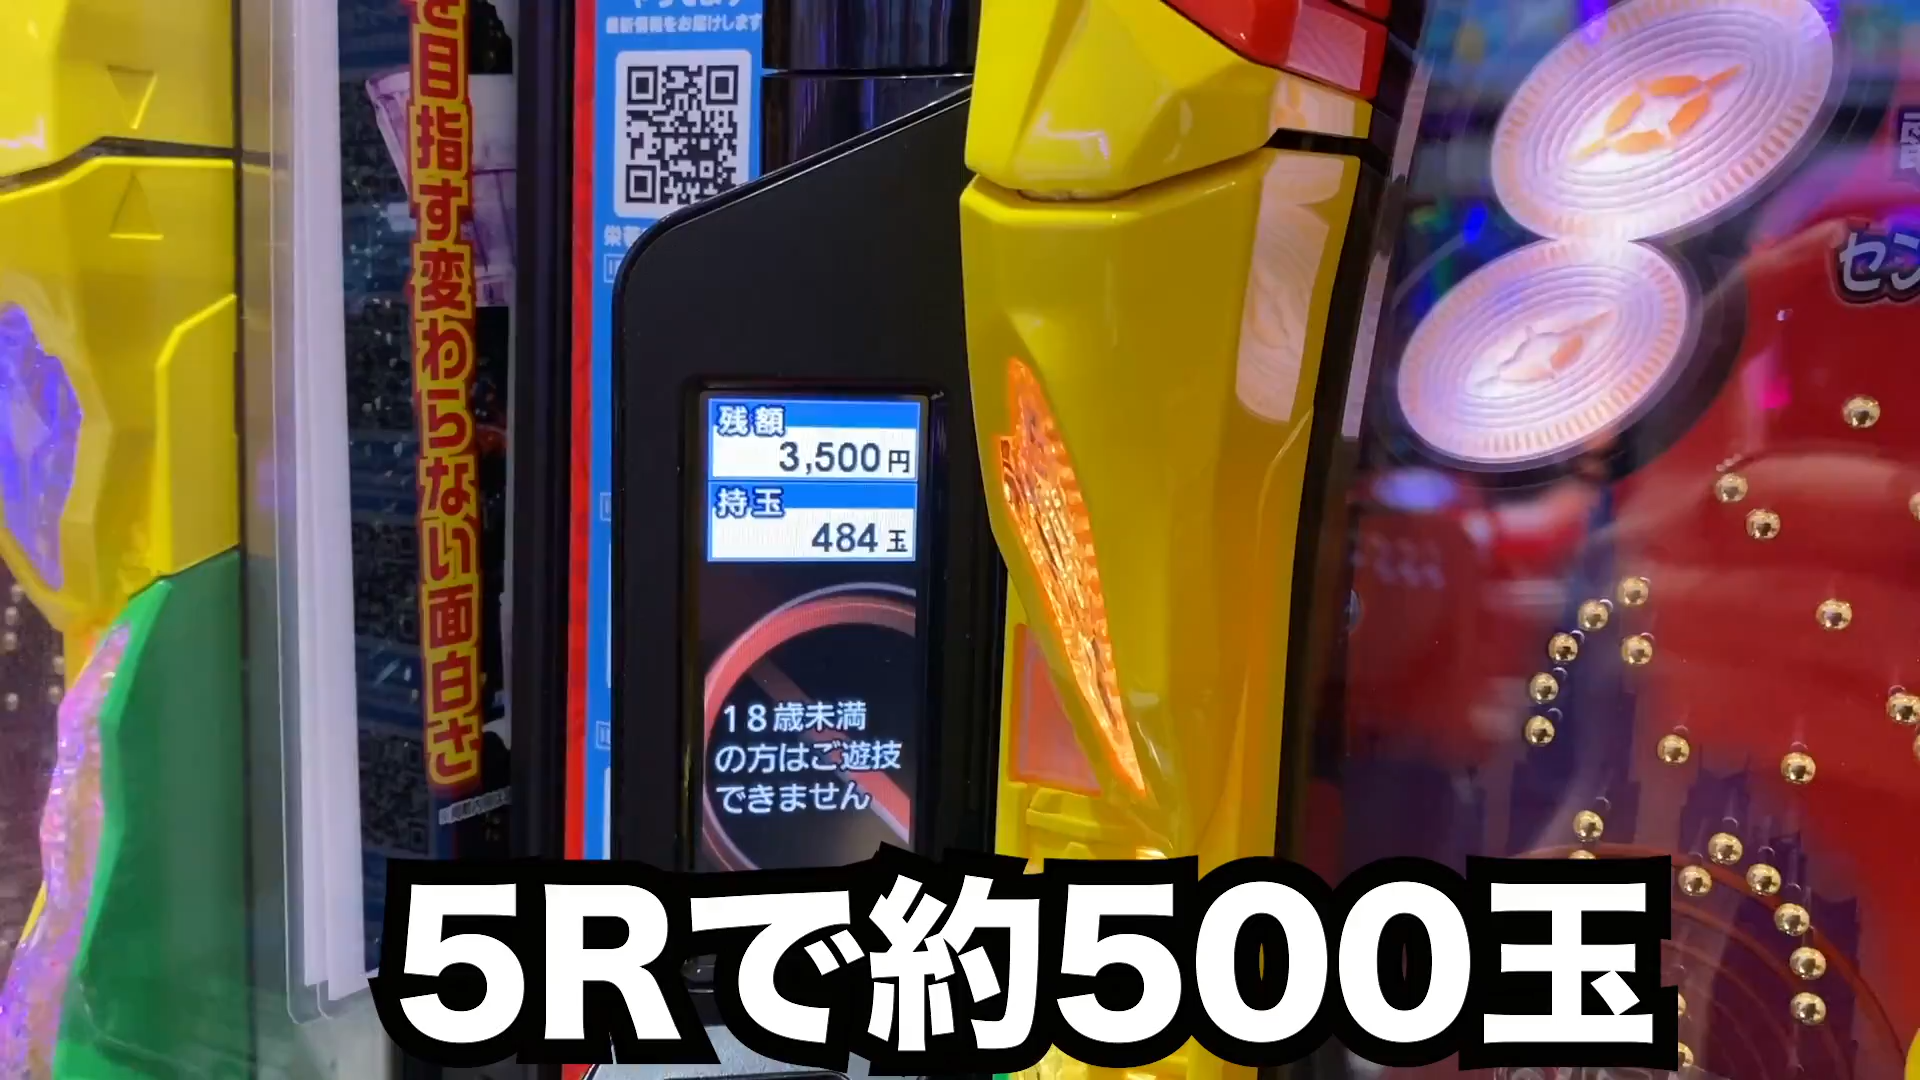 を目指す変わらない面白さ
最新情報をお届けします
残額
3,500円
持玉
484玉
18歳未満
の方はご遊技
できません
セン
5Rで約500玉